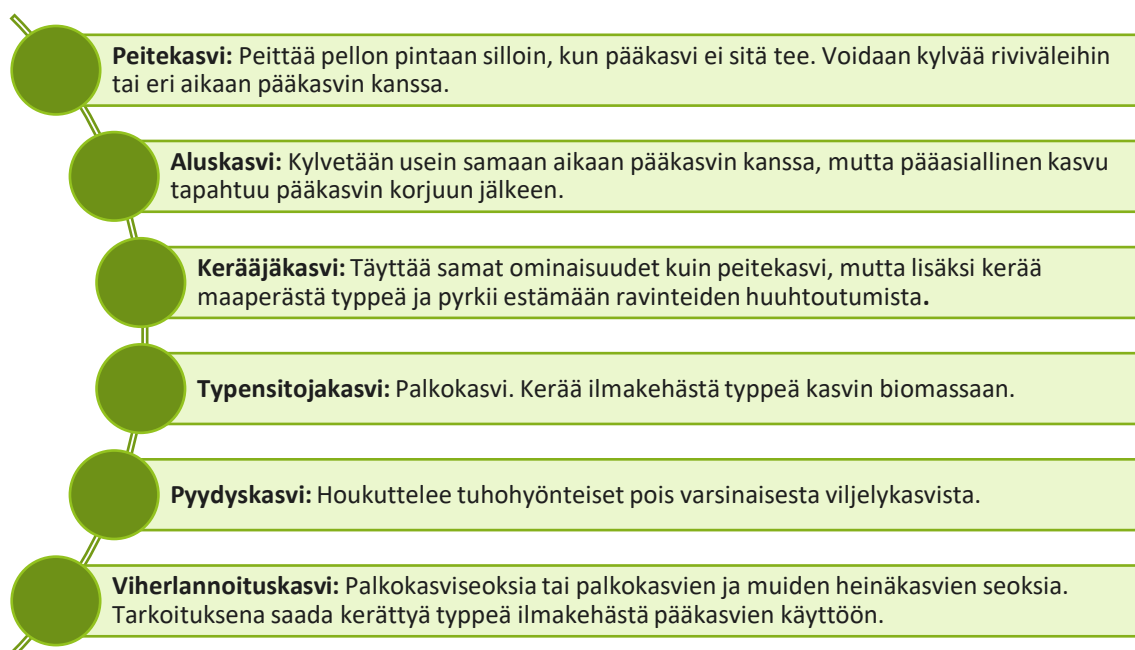 Peitekasvi: Peittää pellon pintaan silloin, kun pääkasvi ei sitä tee. Voidaan kylvää riviväleihin
tai eri aikaan pääkasvin kanssa.
Aluskasvi: Kylvetään usein samaan aikaan pääkasvin kanssa, mutta pääasiallinen kasvu
tapahtuu pääkasvin korjuun jälkeen.
Kerääjäkasvi: Täyttää samat ominaisuudet kuin peitekasvi, mutta lisäksi kerää
maaperästä typpeä ja pyrkii estämään ravinteiden huuhtoutumista.
Typensitojakasvi: Palkokasvi. Kerää ilmakehästä typpeä kasvin biomassaan.
Pyydyskasvi: Houkuttelee tuhohyönteiset pois varsinaisesta viljelykasvista.
Viherlannoituskasvi: Palkokasviseoksia tai palkokasvien ja muiden heinäkasvien seoksia.
Tarkoituksena saada kerättyä typpeä ilmakehästä pääkasvien käyttöön.